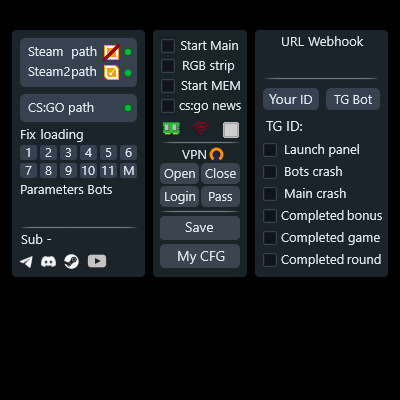 Steam path
Steam2path
CS:GO path
Fix loading
1 2 3 4 5 6
7 8 9 10 11 M
Parameters Bots
Sub -
Start Main
RGB strip
Start MEM
cs:go news
VPN
Open Close
Login Pass
Save
My CFG
URL Webhook
Your ID TG Bot
TG ID:
Launch panel
Bots crash
Main crash
Completed bonus
Completed game
Completed round